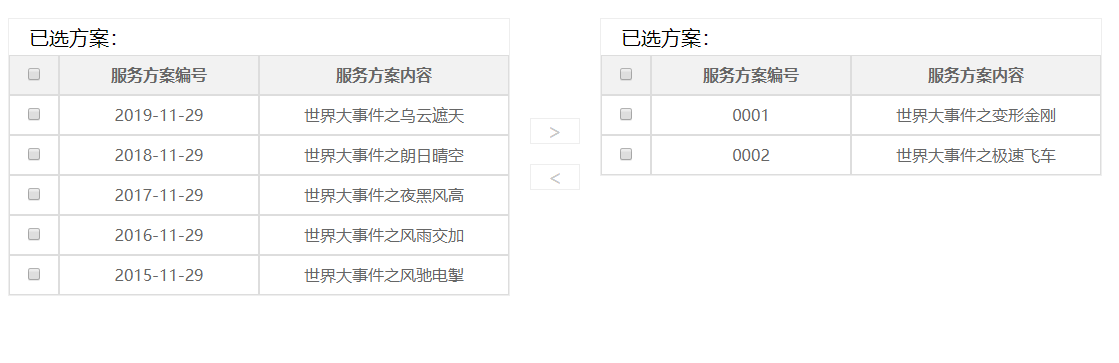 已选方案：
服务方案编号 服务方案内容
2019-11-29 世界大事件之乌云遮天
2018-11-29 世界大事件之朗日晴空
2017-11-29 世界大事件之夜黑风高
2016-11-29 世界大事件之风雨交加
2015-11-29 世界大事件之风驰电掣
>
<
已选方案：
服务方案编号 服务方案内容
0001 世界大事件之变形金刚
0002 世界大事件之极速飞车